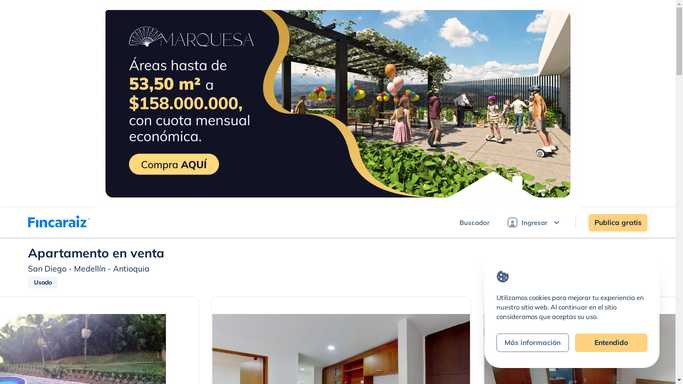 MARQUESA
Áreas hasta de
53,50 m² a
$158.000.000,
con cuota mensual
económica.
Compra AQUÍ
Fincaraiz
Buscador
Ingresar
Publica gratis
Apartamento en venta
San Diego - Medellín - Antioquia
Usado
Utilizamos cookies para mejorar tu experiencia en
nuestro sitio web. Al continuar en el sitio
consideramos que aceptas su uso.
Más información
Entendido